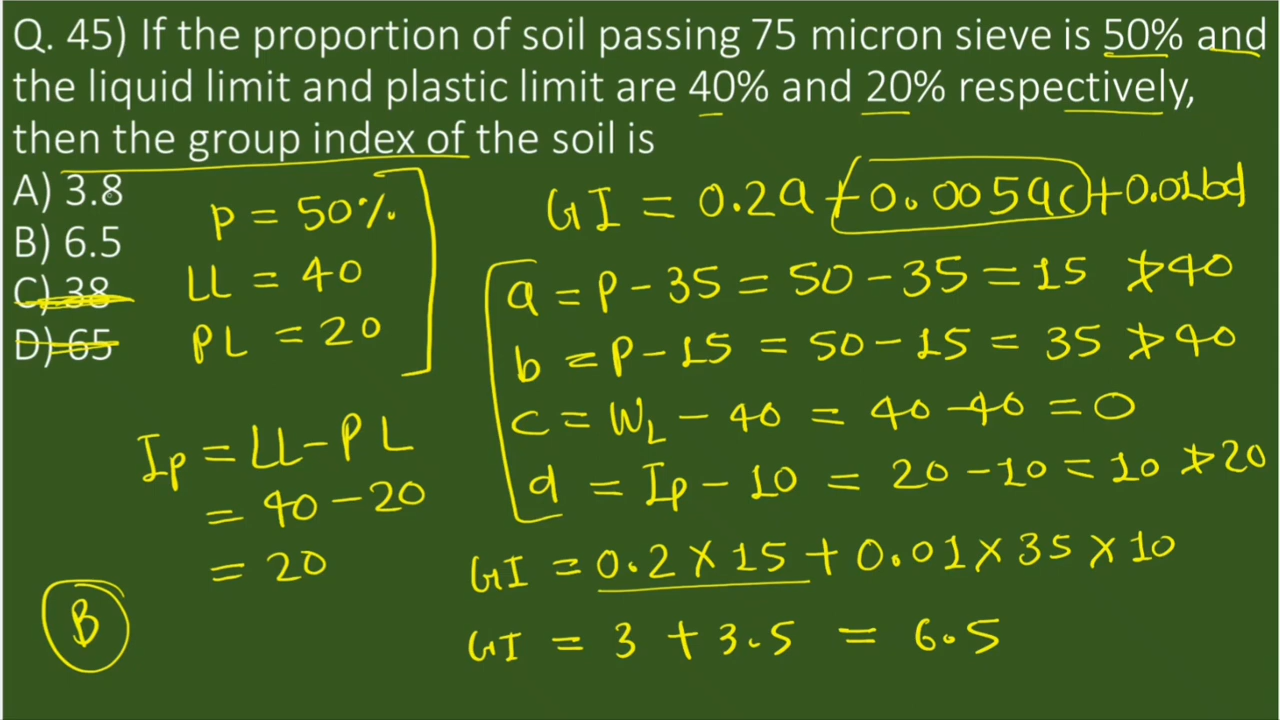 Q. 45) If the proportion of soil passing 75 micron sieve is 50% and
the liquid limit and plastic limit are 40% and 20% respectively,
then the group index of the soil is
A) 3.8
B) 6.5
C) 38
D) 65
P = 50%
LL = 40
PL = 20
Ip = LL - PL
= 40 - 20
= 20
B
GI = 0.2a + 0.005ac + 0.01bd
a = P - 35 = 50 - 35 = 15 ≯ 40
b = P - 15 = 50 - 15 = 35 ≯ 40
c = WL - 40 = 40 - 40 = 0
d = Ip - 10 = 20 - 10 = 10 ≯ 20
GI = 0.2 × 15 + 0.01 × 35 × 10
GI = 3 + 3.5 = 6.5